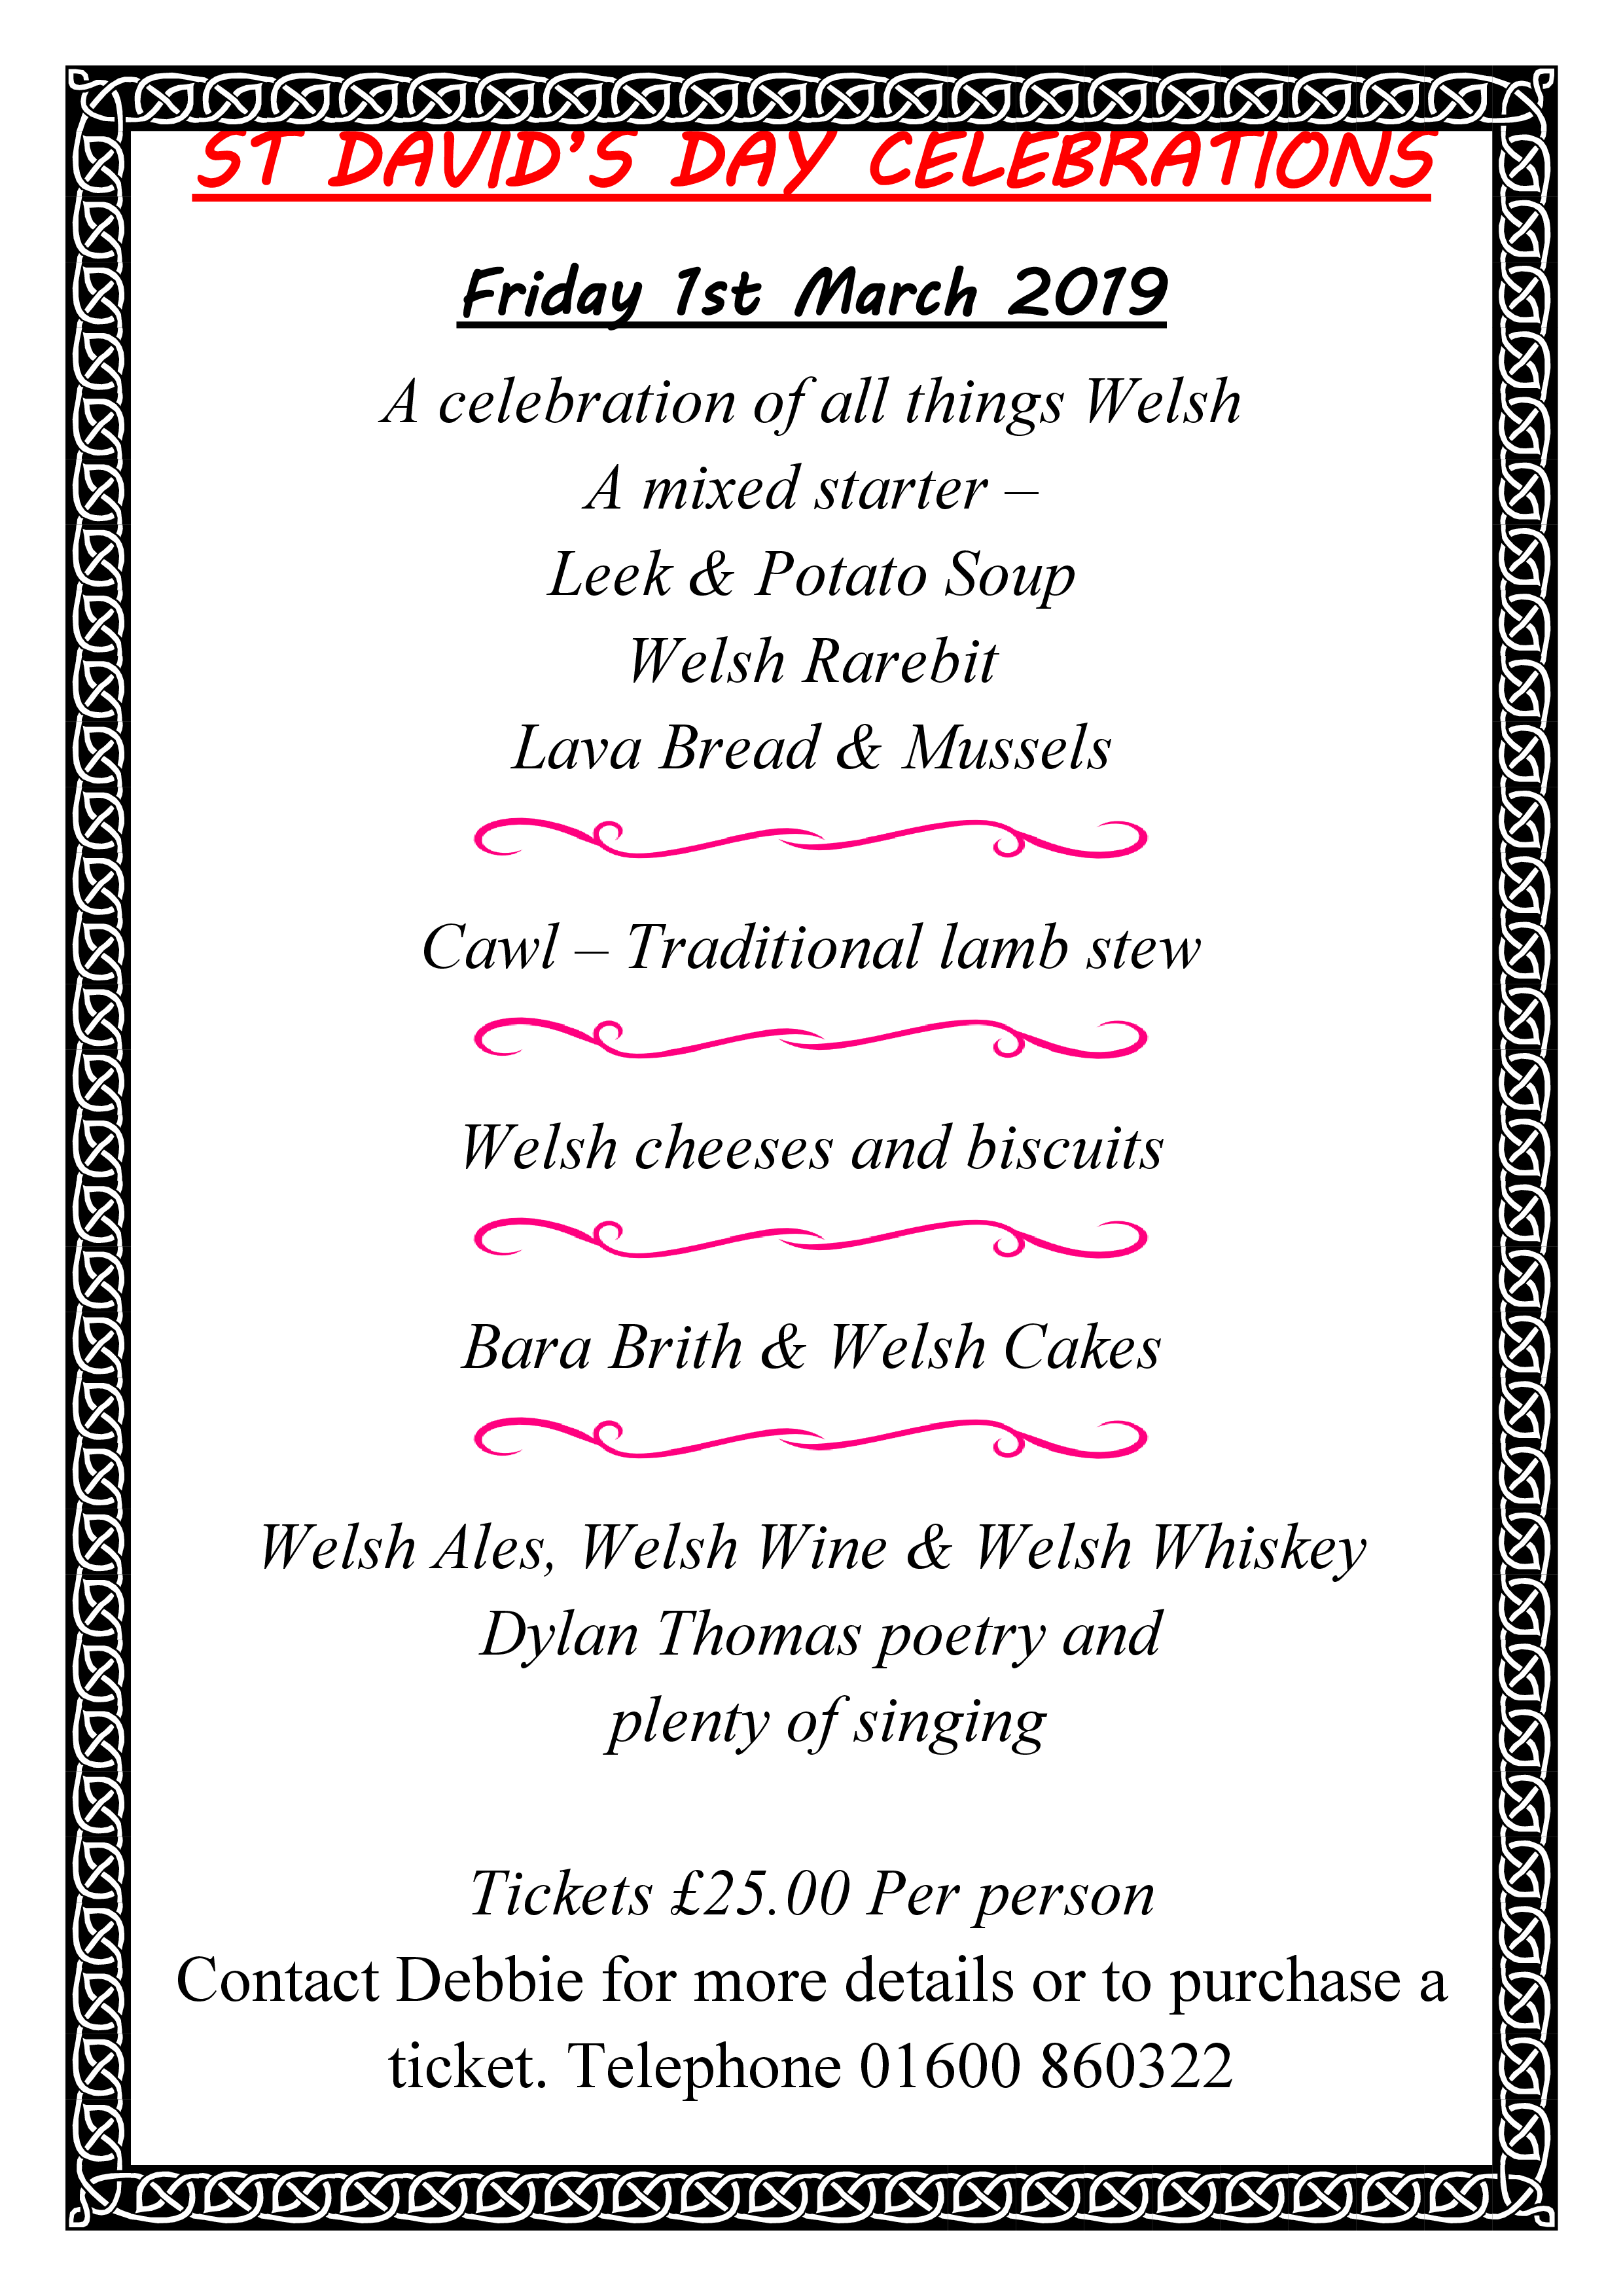 ST DAVID’S DAY CELEBRATIONS
Friday 1st March 2019
A celebration of all things Welsh
A mixed starter –
Leek & Potato Soup
Welsh Rarebit
Lava Bread & Mussels
Cawl – Traditional lamb stew
Welsh cheeses and biscuits
Bara Brith & Welsh Cakes
Welsh Ales, Welsh Wine & Welsh Whiskey
Dylan Thomas poetry and
plenty of singing
Tickets £25.00 Per person
Contact Debbie for more details or to purchase a
ticket. Telephone 01600 860322